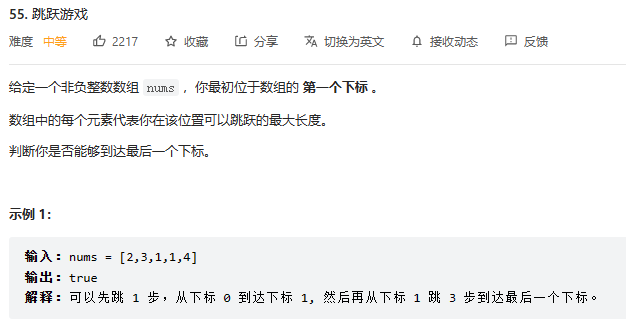 55. 跳跃游戏
难度 中等 2217 收藏 分享 切换为英文 接收动态 反馈
给定一个非负整数数组 nums ，你最初位于数组的 第一个下标 。
数组中的每个元素代表你在该位置可以跳跃的最大长度。
判断你是否能够到达最后一个下标。
示例 1：
输入：nums = [2,3,1,1,4]
输出：true
解释：可以先跳 1 步，从下标 0 到达下标 1, 然后再从下标 1 跳 3 步到达最后一个下标。